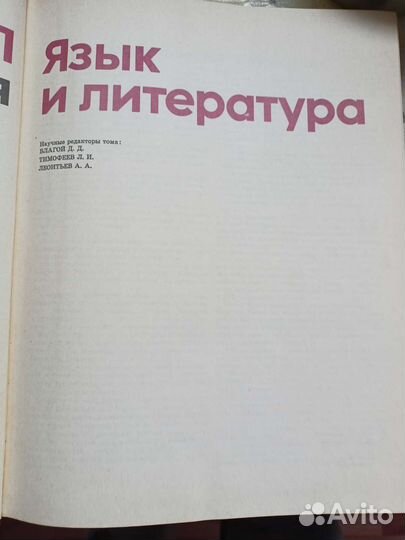 П
я
Язык
и литература
Научные редакторы тома:
БЛАГОЙ Д. Д.
ТИМОФЕЕВ Л. И.
ЛЕОНТЬЕВ А. А.
Avito